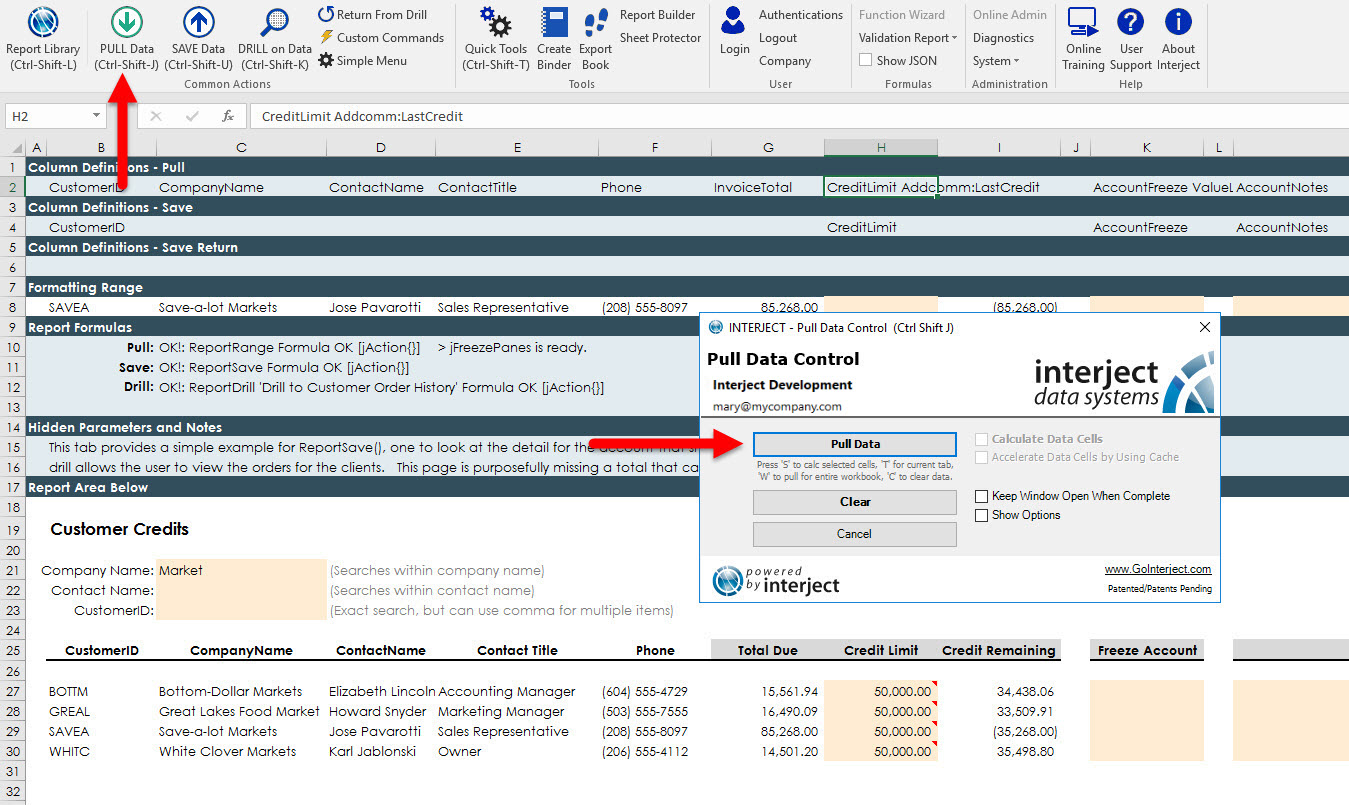 Report Library (Ctrl-Shift-L)
PULL Data (Ctrl-Shift-J)
SAVE Data (Ctrl-Shift-U)
DRILL on Data (Ctrl-Shift-K)
Return From Drill
Custom Commands
Simple Menu
Common Actions
Quick Tools (Ctrl-Shift-T)
Create Binder
Export Book
Report Builder
Sheet Protector
Tools
Login
Authentications
Logout
Company
User
Function Wizard
Validation Report
Show JSON
Formulas
Online Admin
Diagnostics
System
Administration
Online Training
User Support
About Interject
Help
H2 fx CreditLimit Addcomm:LastCredit
A B C D E F G H I J K L
1 Column Definitions - Pull
2 CustomerID CompanyName ContactName ContactTitle Phone InvoiceTotal CreditLimit Addcomm:LastCredit AccountFreeze ValueL AccountNotes
3 Column Definitions - Save
4 CustomerID CreditLimit AccountFreeze AccountNotes
5 Column Definitions - Save Return
6
7 Formatting Range
8 SAVEA Save-a-lot Markets Jose Pavarotti Sales Representative (208) 555-8097 85,268.00 (85,268.00)
9 Report Formulas
10 Pull: OK!: ReportRange Formula OK [jAction{}] > jFreezePanes is ready.
11 Save: OK!: ReportSave Formula OK [jAction{}]
12 Drill: OK!: ReportDrill 'Drill to Customer Order History' Formula OK [jAction{}]
13
14 Hidden Parameters and Notes
15 This tab provides a simple example for ReportSave(), one to look at the detail for the account that s
16 drill allows the user to view the orders for the clients. This page is purposefully missing a total that ca
17 Report Area Below
18
19 Customer Credits
20
21 Company Name: Market (Searches within company name)
22 Contact Name: (Searches within contact name)
23 CustomerID: (Exact search, but can use comma for multiple items)
24
25 CustomerID CompanyName ContactName Contact Title Phone Total Due Credit Limit Credit Remaining Freeze Account
26
27 BOTTM Bottom-Dollar Markets Elizabeth Lincoln Accounting Manager (604) 555-4729 15,561.94 50,000.00 34,438.06
28 GREAL Great Lakes Food Market Howard Snyder Marketing Manager (503) 555-7555 16,490.09 50,000.00 33,509.91
29 SAVEA Save-a-lot Markets Jose Pavarotti Sales Representative (208) 555-8097 85,268.00 50,000.00 (35,268.00)
30 WHITC White Clover Markets Karl Jablonski Owner (206) 555-4112 14,501.20 50,000.00 35,498.80
31
32
INTERJECT - Pull Data Control (Ctrl Shift J)
Pull Data Control
Interject Development
mary@mycompany.com
interject
data systems
Pull Data
Press 'S' to calc selected cells, 'T' for current tab,
'W' to pull for entire workbook, 'C' to clear data.
Clear
Cancel
Calculate Data Cells
Accelerate Data Cells by Using Cache
Keep Window Open When Complete
Show Options
powered
by interject
www.GoInterject.com
Patented/Patents Pending